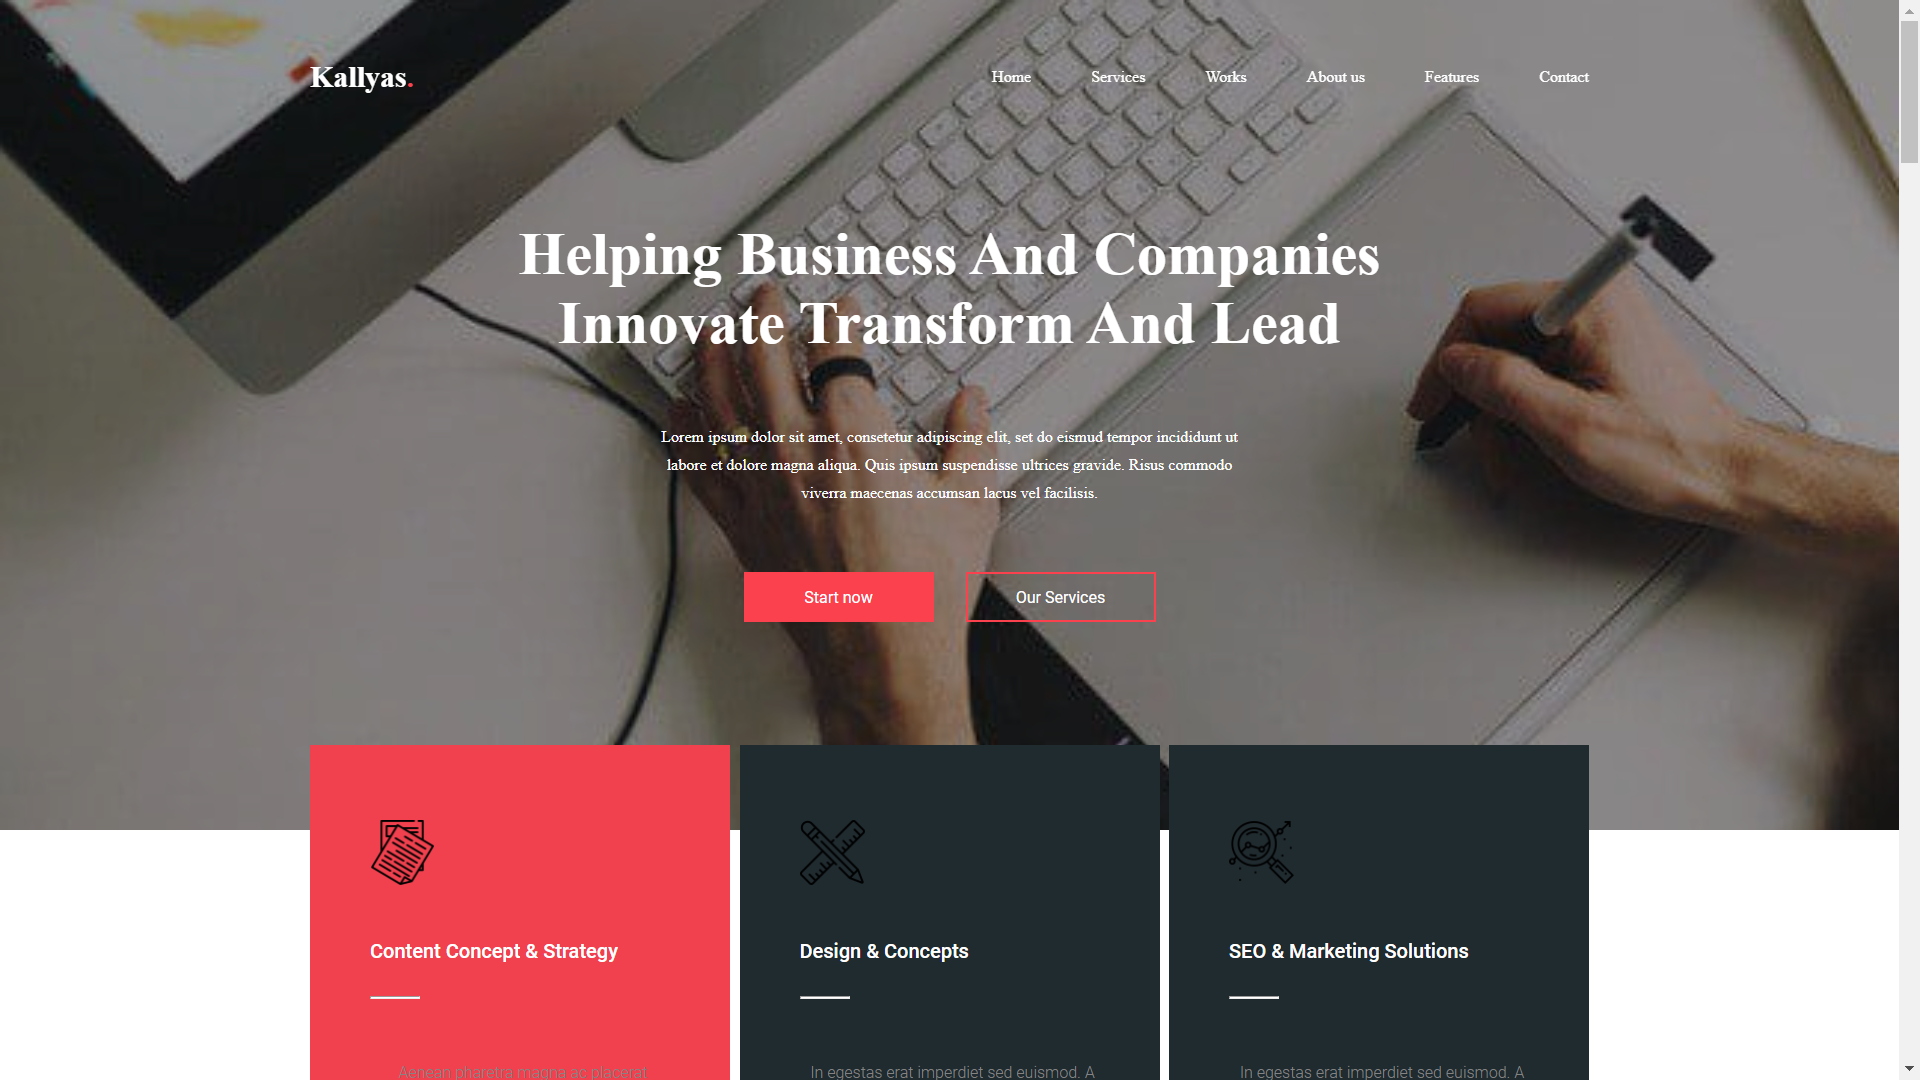 Kallyas.
Home Services Works About us Features Contact
Helping Business And Companies
Innovate Transform And Lead
Lorem ipsum dolor sit amet, consetetur adipiscing elit, set do eismud tempor incididunt ut
labore et dolore magna aliqua. Quis ipsum suspendisse ultrices gravide. Risus commodo
viverra maecenas accumsan lacus vel facilisis.
Start now
Our Services
Content Concept & Strategy
Aenean pharetra magna ac placerat
Design & Concepts
In egestas erat imperdiet sed euismod. A
SEO & Marketing Solutions
In egestas erat imperdiet sed euismod. A